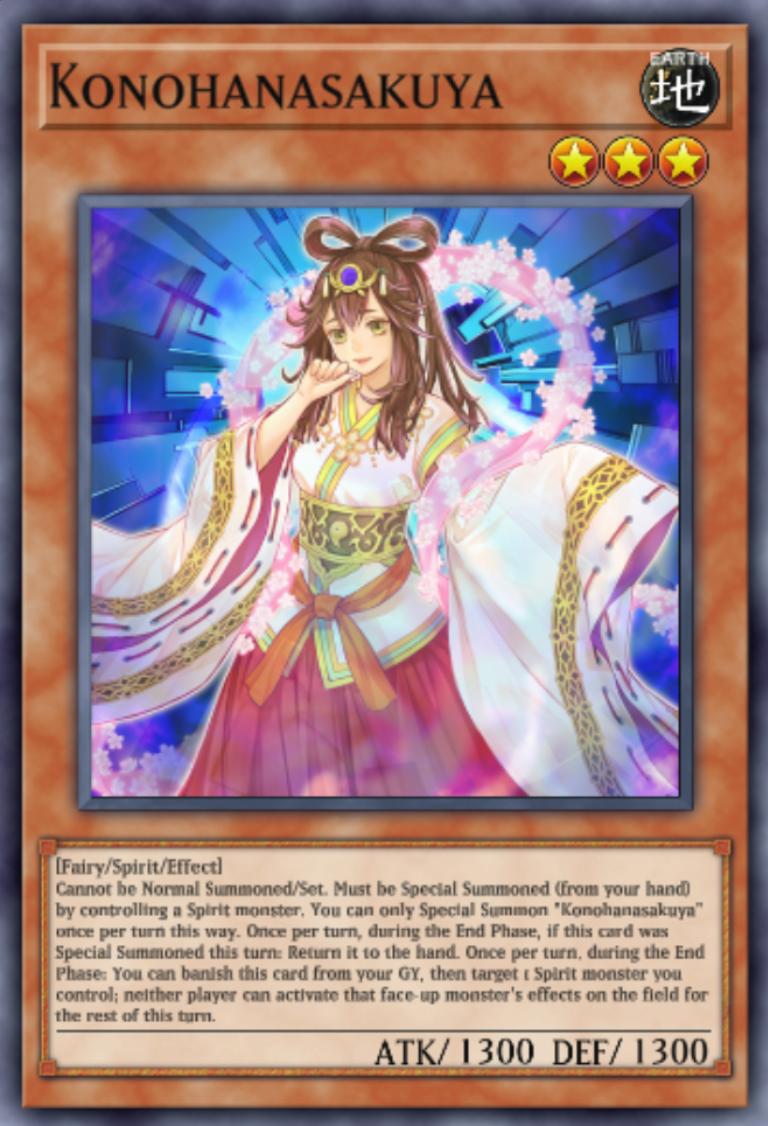 KONOHANASAKUYA
EARTH
地
[Fairy/Spirit/Effect]
Cannot be Normal Summoned/Set. Must be Special Summoned (from your hand)
by controlling a Spirit monster. You can only Special Summon "Konohanasakuya"
once per turn this way. Once per turn, during the End Phase, if this card was
Special Summoned this turn: Return it to the hand. Once per turn, during the End
Phase: You can banish this card from your GY, then target 1 Spirit monster you
control; neither player can activate that face-up monster's effects on the field for
the rest of this turn.
ATK/ 1300 DEF/ 1300